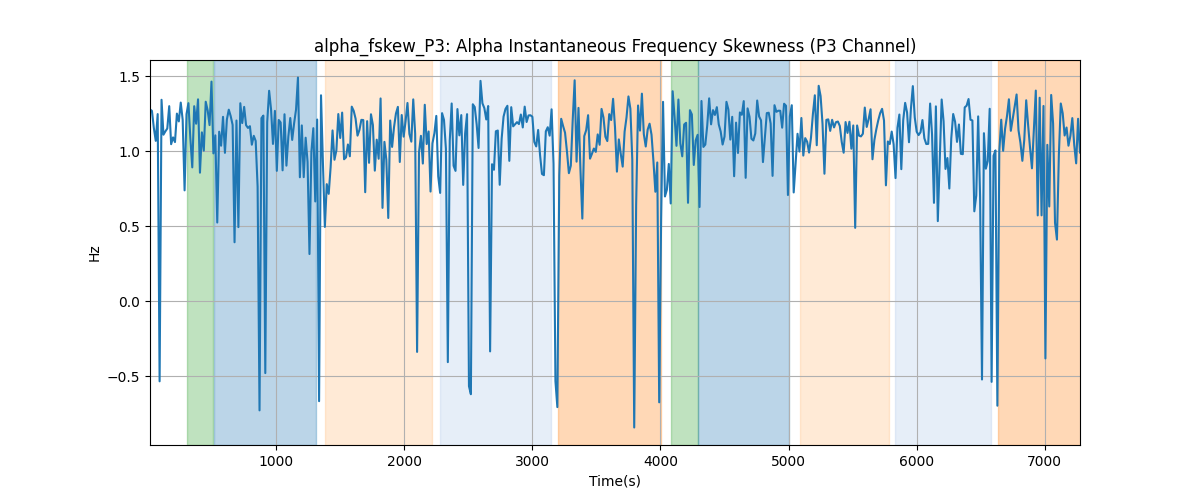 alpha_fskew_P3: Alpha Instantaneous Frequency Skewness (P3 Channel)
1.5
1.0
0.5
0.0
−0.5
Hz
1000 2000 3000 4000 5000 6000 7000
Time(s)